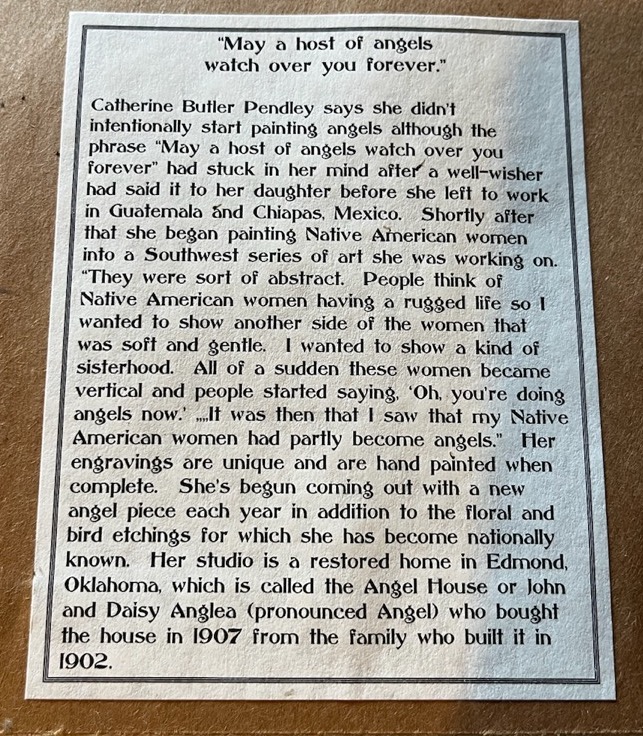 "May a host of angels
watch over you forever."
Catherine Butler Pendley says she didn't
intentionally start painting angels although the
phrase "May a host of angels watch over you
forever" had stuck in her mind after a well-wisher
had said it to her daughter before she left to work
in Guatemala and Chiapas, Mexico. Shortly after
that she began painting Native American women
into a Southwest series of art she was working on.
"They were sort of abstract. People think of
Native American women having a rugged life so I
wanted to show another side of the women that
was soft and gentle. I wanted to show a kind of
sisterhood. All of a sudden these women became
vertical and people started saying, 'Oh, you're doing
angels now.' ,,,,It was then that I saw that my Native
American women had partly become angels." Her
engravings are unique and are hand painted when
complete. She's begun coming out with a new
angel piece each year in addition to the floral and
bird etchings for which she has become nationally
known. Her studio is a restored home in Edmond,
Oklahoma, which is called the Angel House or John
and Daisy Anglea (pronounced Angel) who bought
the house in 1907 from the family who built it in
1902.